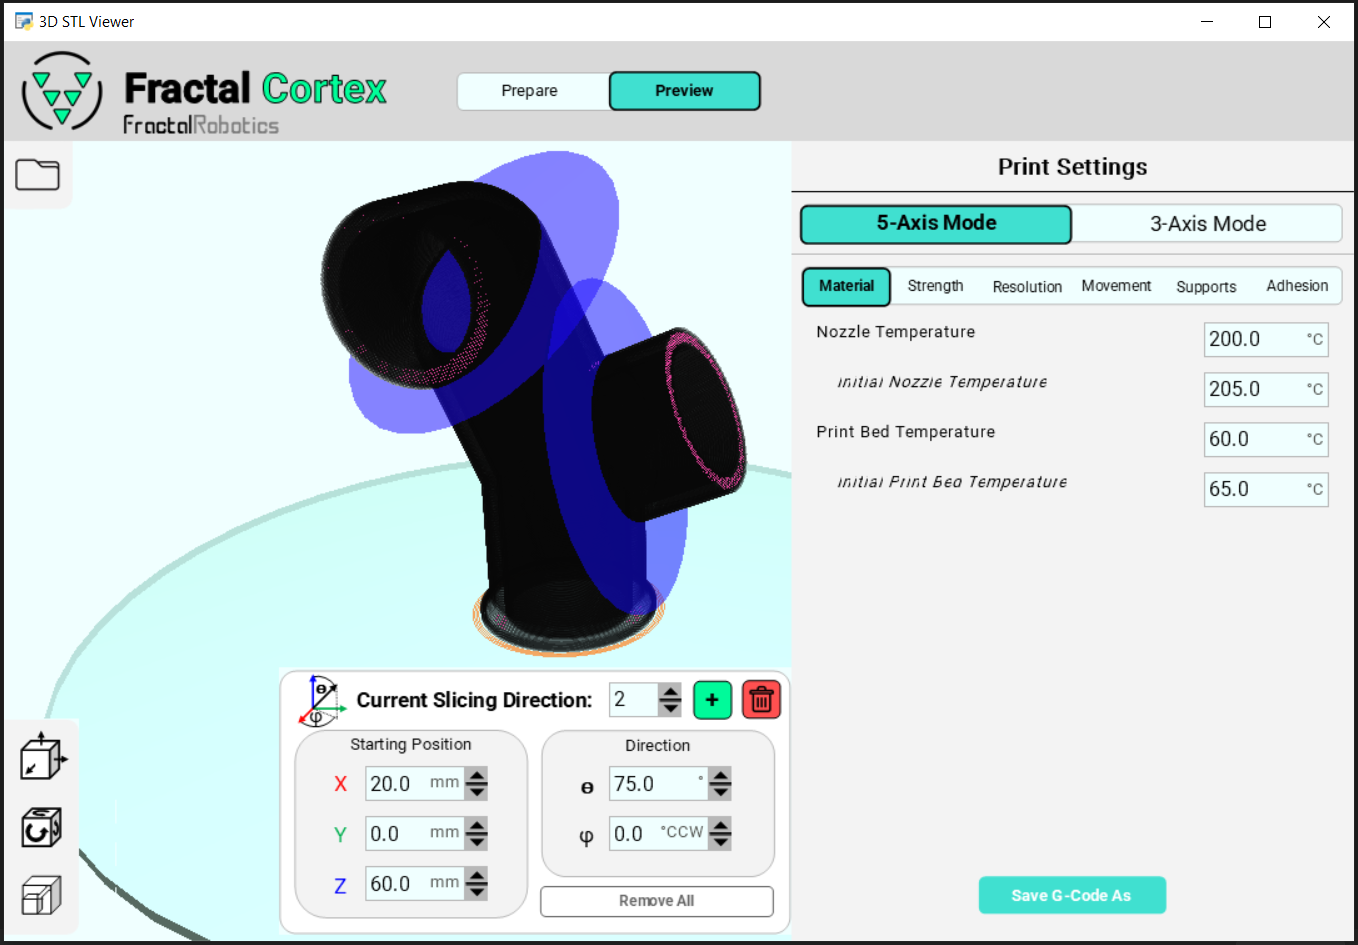 3D STL Viewer
Fractal Cortex
FractalRobotics
Prepare
Preview
Print Settings
5-Axis Mode
3-Axis Mode
Material
Strength
Resolution
Movement
Supports
Adhesion
Nozzle Temperature
200.0 °C
Initial Nozzle Temperature
205.0 °C
Print Bed Temperature
60.0 °C
Initial Print Bed Temperature
65.0 °C
Current Slicing Direction: 2 +
Starting Position
X 20.0 mm
Y 0.0 mm
Z 60.0 mm
Direction
θ 75.0 °
φ 0.0 °CCW
Remove All
Save G-Code As